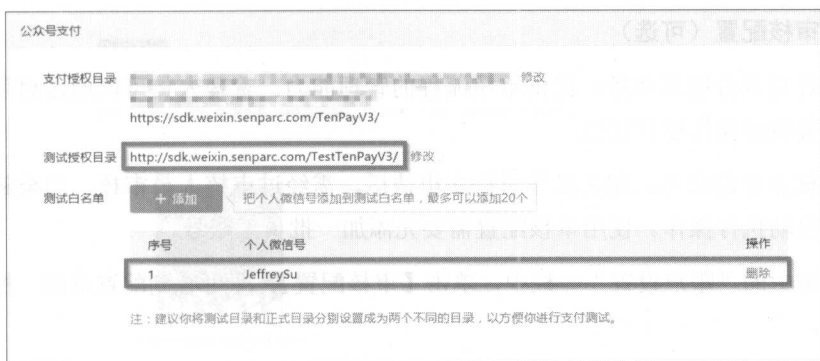 公众号支付
支付授权目录 修改
https://sdk.weixin.senparc.com/TenPayV3/
测试授权目录 http://sdk.weixin.senparc.com/TestTenPayV3/ 修改
测试白名单 + 添加 把个人微信号添加到测试白名单，最多可以添加20个
序号 个人微信号 操作
1 JeffreySu 删除
注：建议你将测试目录和正式目录分别设置成为两个不同的目录，以方便你进行支付测试。